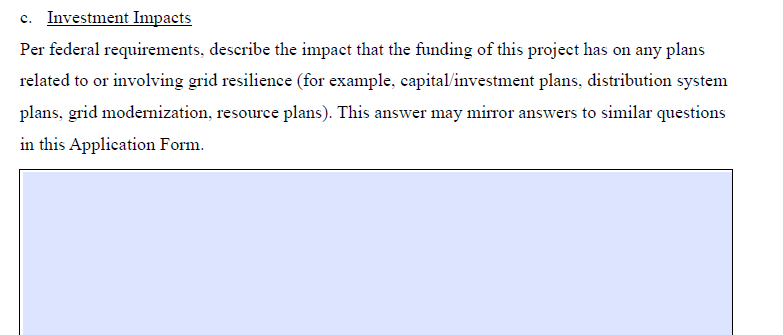 c. Investment Impacts
Per federal requirements, describe the impact that the funding of this project has on any plans
related to or involving grid resilience (for example, capital/investment plans, distribution system
plans, grid modernization, resource plans). This answer may mirror answers to similar questions
in this Application Form.